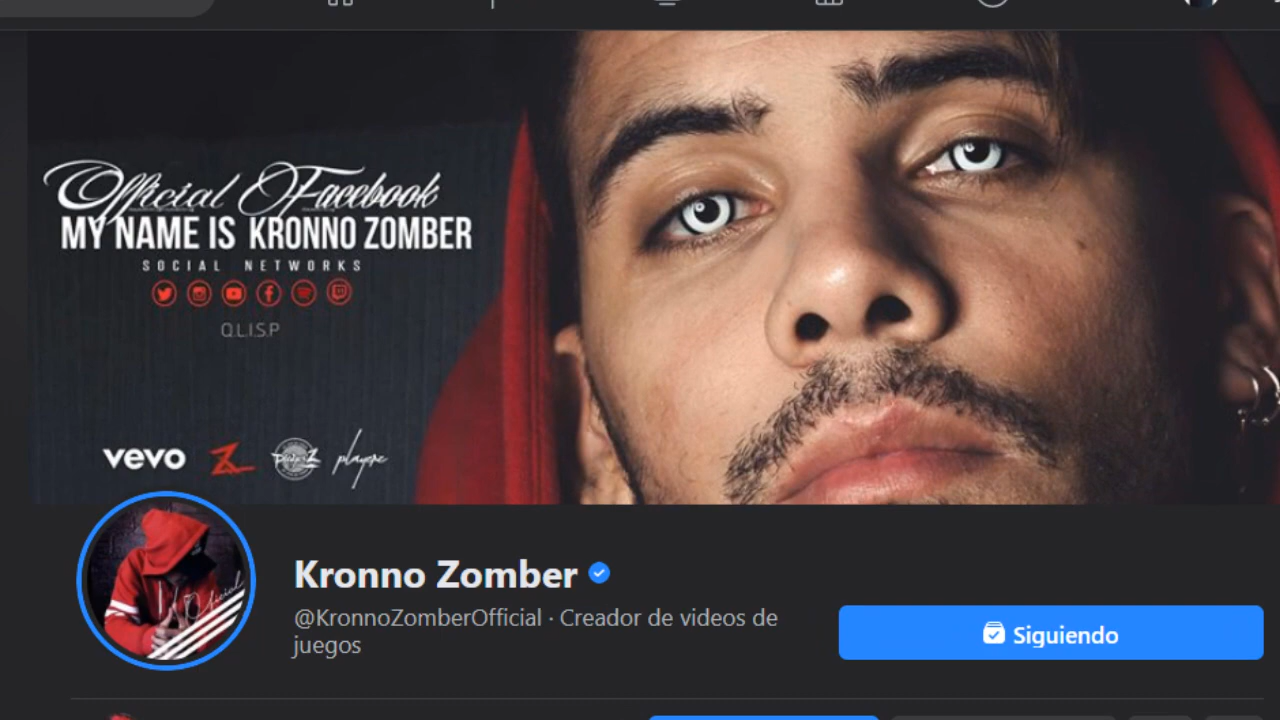 Official Facebook
MY NAME IS KRONNO ZOMBER
SOCIAL NETWORKS
Q.L.I.S.P
vevo
Kronno Zomber
@KronnoZomberOfficial · Creador de videos de
juegos
Siguiendo